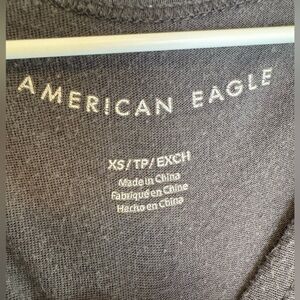 AMERICAN EAGLE
XS/TP/EXCH
Made in China
Fabriqué en Chine
Hecho en China